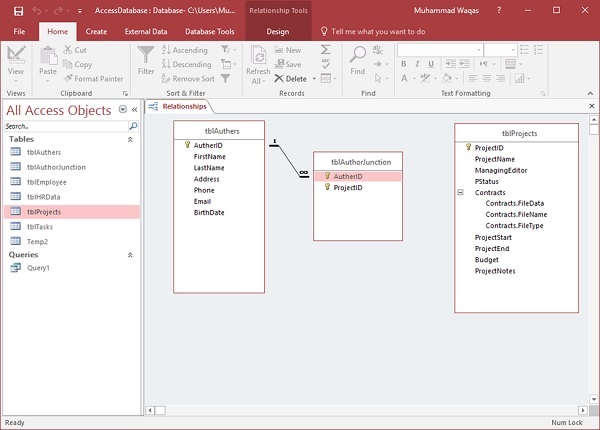 AccessDatabase : Database- C:\Users\Mu... Relationship Tools Muhammad Waqas
File Home Create External Data Database Tools Design Tell me what you want to do
View Paste Cut Copy Format Painter Filter Ascending Descending Remove Sort Refresh All New Save Delete Find
Views Clipboard Sort & Filter Records Find Text Formatting
All Access Objects
Search..
Tables
tblAuthers
tblAuthorJunction
tblEmployee
tblHRData
tblProjects
tblTasks
Temp2
Queries
Query1
Relationships
tblAuthers
AutherID
FirstName
LastName
Address
Phone
Email
BirthDate
1
∞
tblAuthorJunction
AutherID
ProjectID
tblProjects
ProjectID
ProjectName
ManagingEditor
PStatus
Contracts
Contracts.FileData
Contracts.FileName
Contracts.FileType
ProjectStart
ProjectEnd
Budget
ProjectNotes
Ready Num Lock